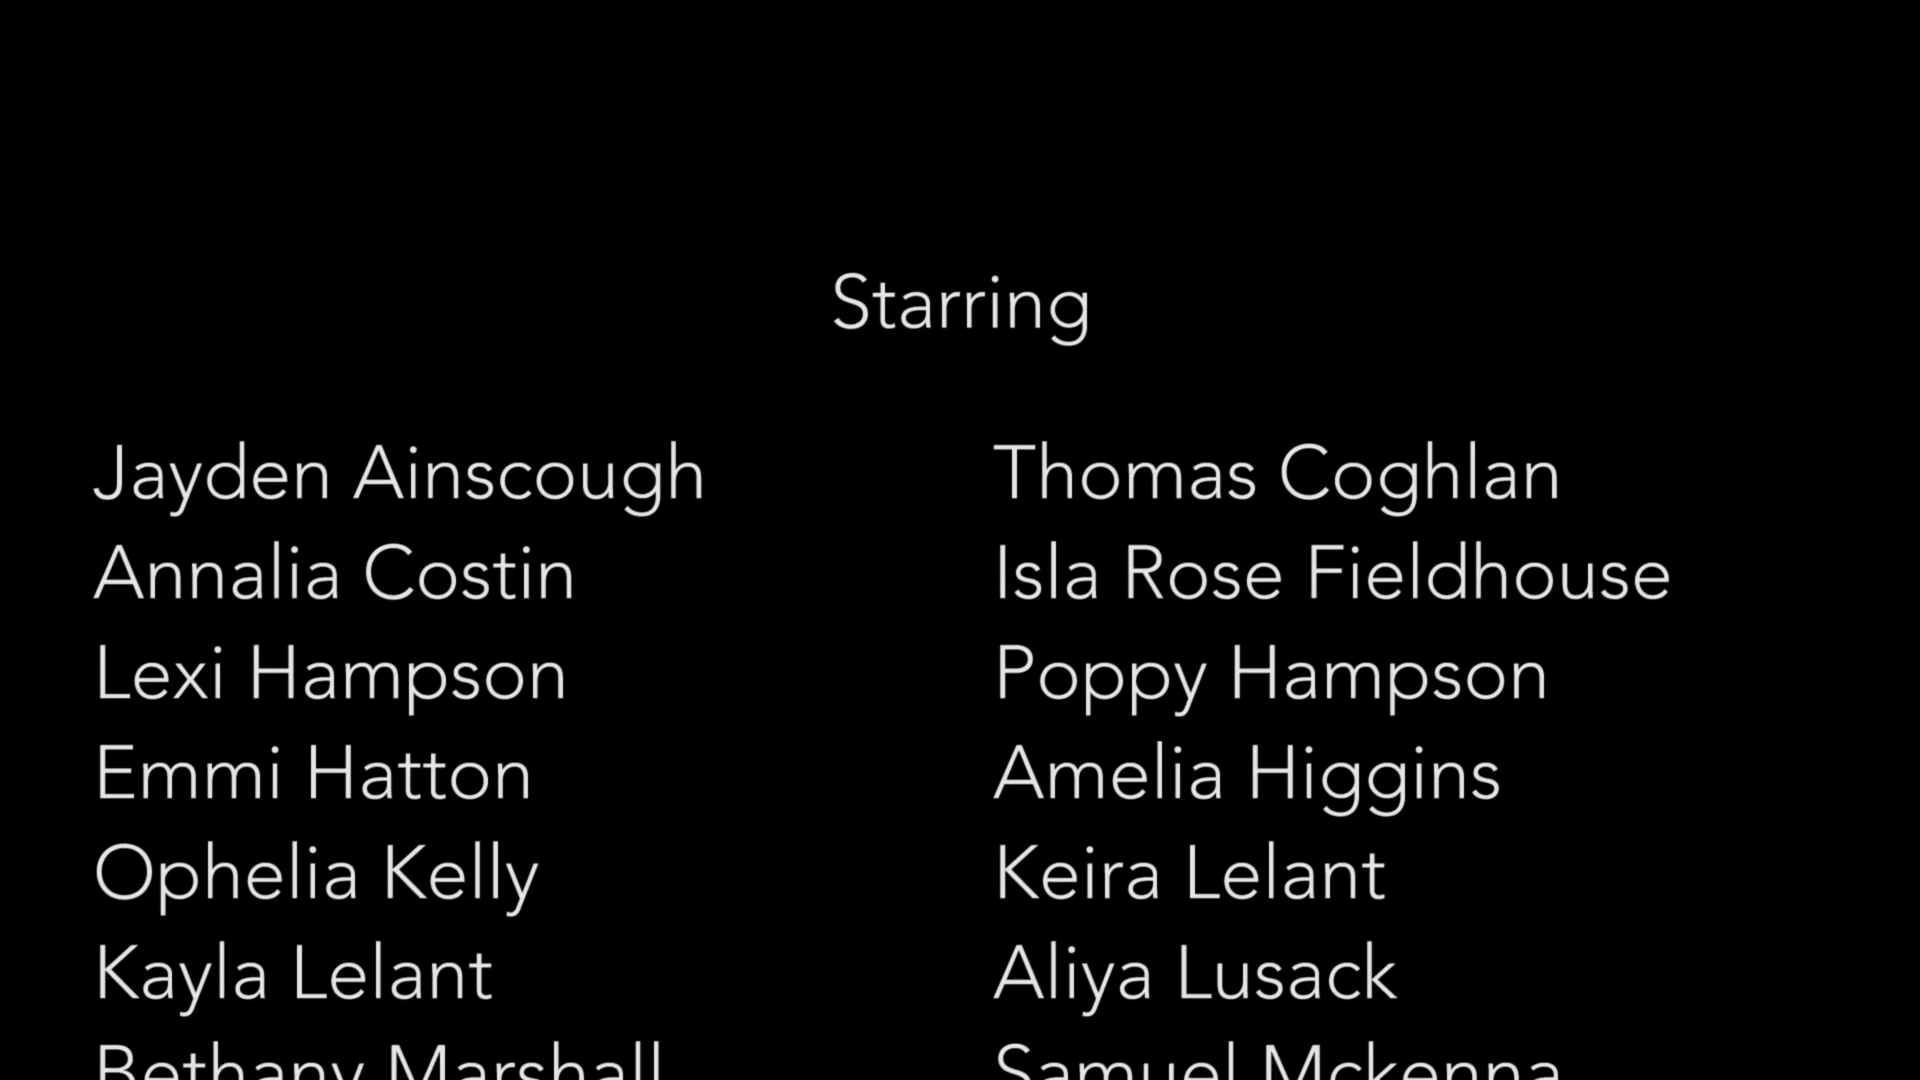 Starring
Jayden Ainscough Thomas Coghlan
Annalia Costin Isla Rose Fieldhouse
Lexi Hampson Poppy Hampson
Emmi Hatton Amelia Higgins
Ophelia Kelly Keira Lelant
Kayla Lelant Aliya Lusack
Bethany Marshall Samuel Mckenna